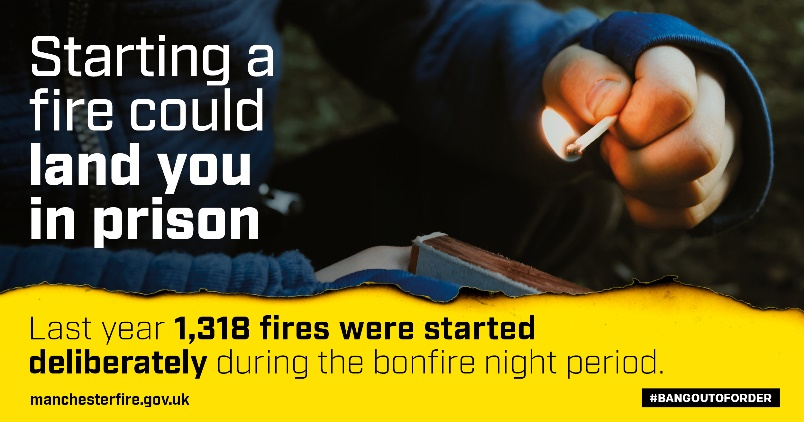 Starting a
fire could
land you
in prison
Last year 1,318 fires were started
deliberately during the bonfire night period.
manchesterfire.gov.uk
#BANGOUTOFORDER